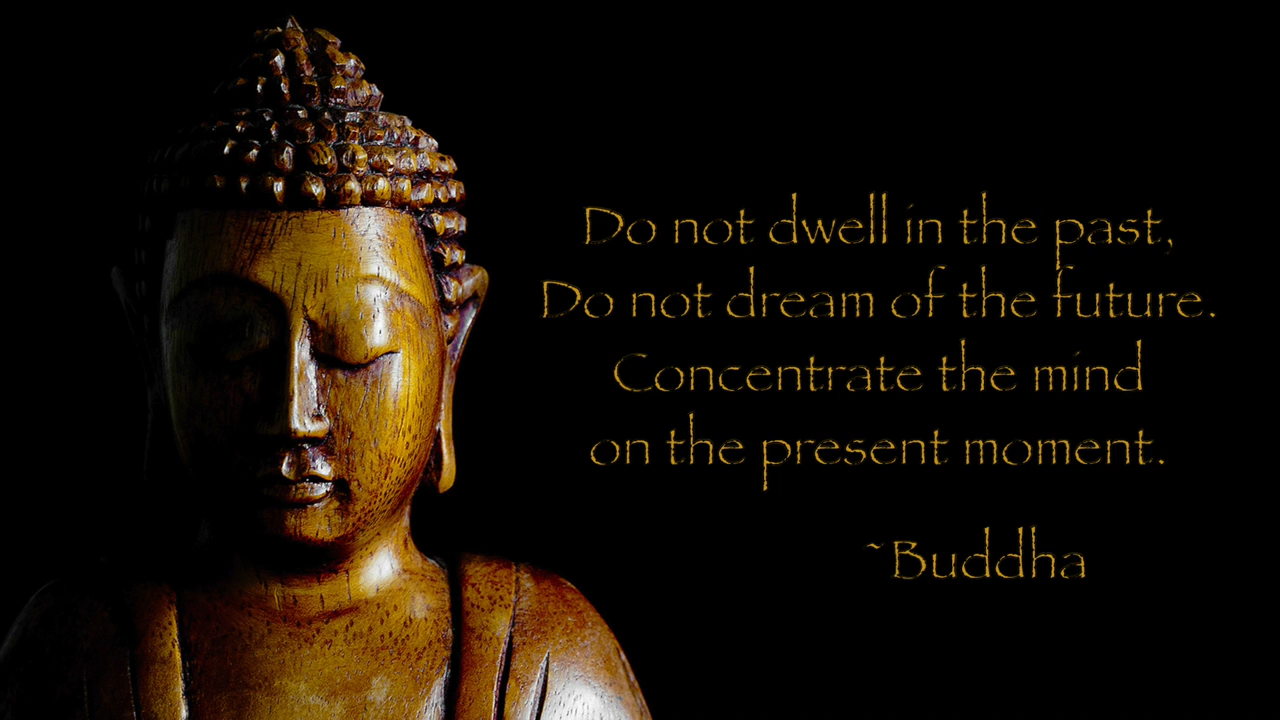 Do not dwell in the past,
Do not dream of the future.
Concentrate the mind
on the present moment.
~Buddha